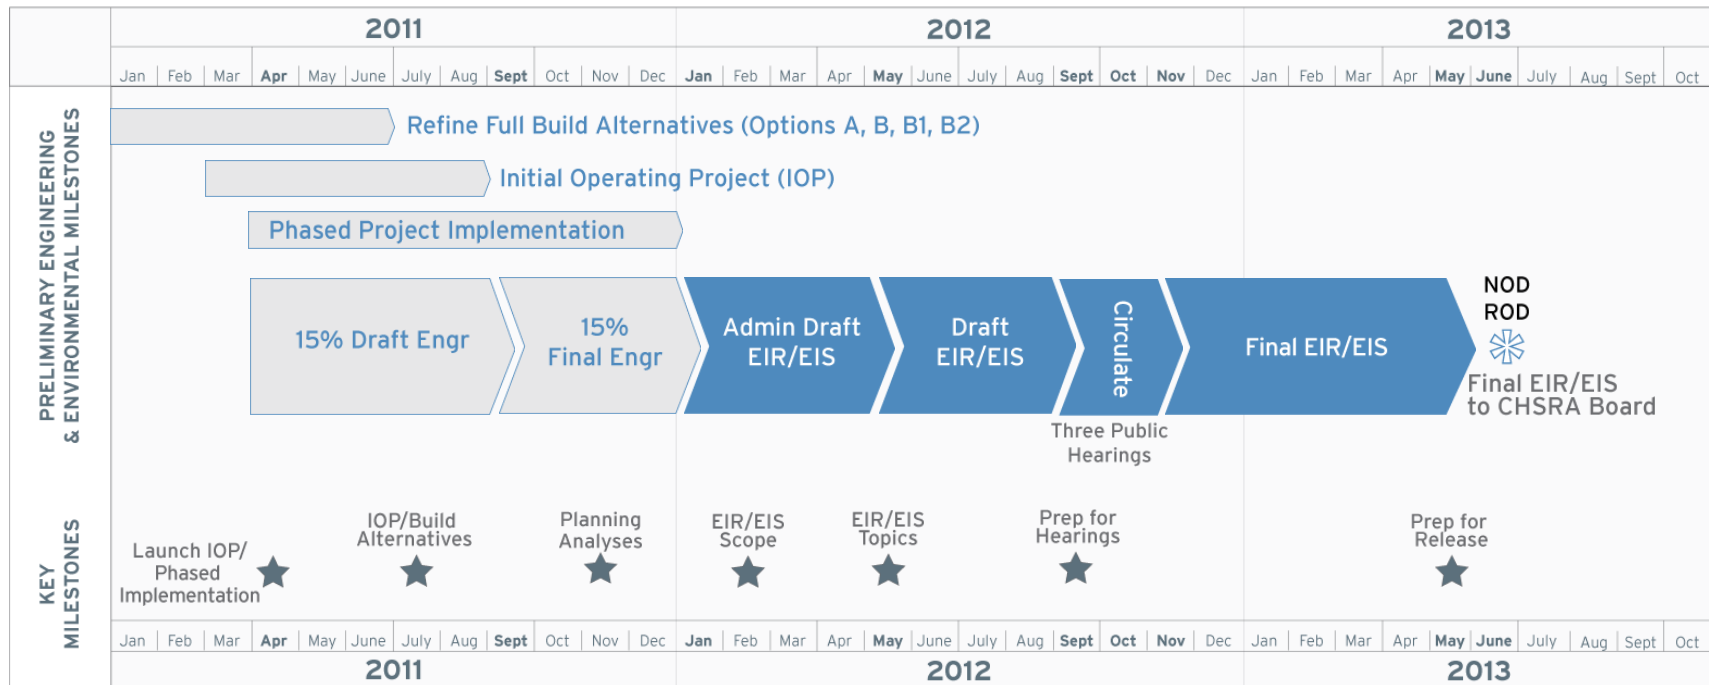 2011 2012 2013
Jan Feb Mar Apr May June July Aug Sept Oct Nov Dec Jan Feb Mar Apr May June July Aug Sept Oct Nov Dec Jan Feb Mar Apr May June July Aug Sept Oct
PRELIMINARY ENGINEERING
& ENVIRONMENTAL MILESTONES
Refine Full Build Alternatives (Options A, B, B1, B2)
Initial Operating Project (IOP)
Phased Project Implementation
15% Draft Engr
15%
Final Engr
Admin Draft
EIR/EIS
Draft
EIR/EIS
Circulate
Three Public
Hearings
Final EIR/EIS
NOD
ROD
Final EIR/EIS
to CHSRA Board
KEY
MILESTONES
Launch IOP/
Phased
Implementation
IOP/Build
Alternatives
Planning
Analyses
EIR/EIS
Scope
EIR/EIS
Topics
Prep for
Hearings
Prep for
Release
Jan Feb Mar Apr May June July Aug Sept Oct Nov Dec Jan Feb Mar Apr May June July Aug Sept Oct Nov Dec Jan Feb Mar Apr May June July Aug Sept Oct
2011 2012 2013